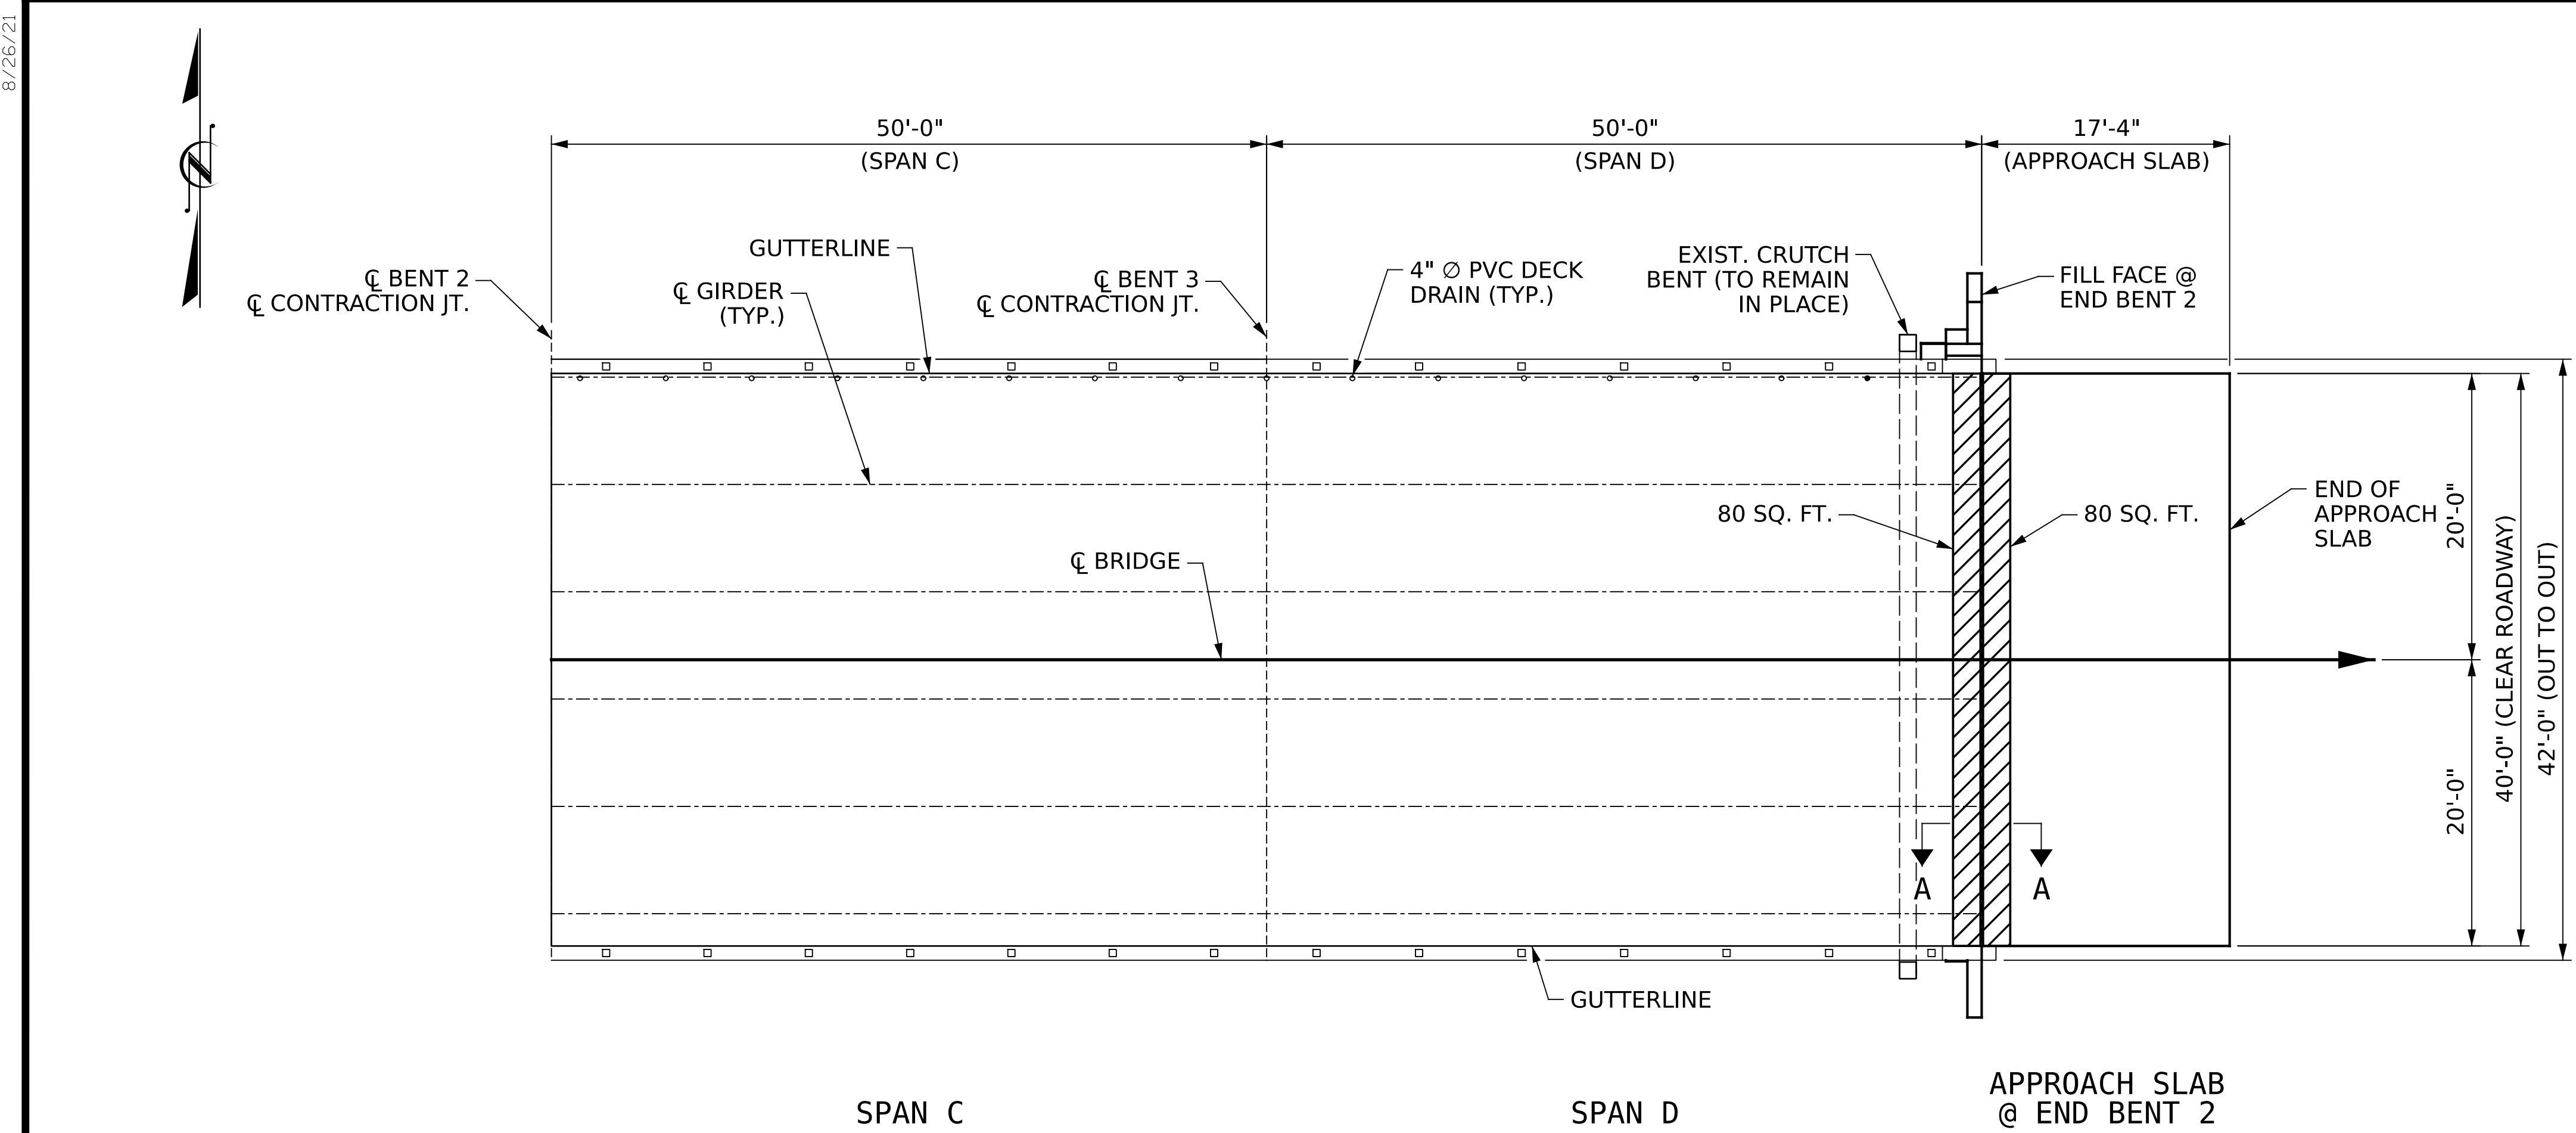 8/26/21
50'-0"
(SPAN C)
50'-0"
(SPAN D)
17'-4"
(APPROACH SLAB)
℄ BENT 2
℄ CONTRACTION JT.
GUTTERLINE
℄ GIRDER
(TYP.)
℄ BENT 3
℄ CONTRACTION JT.
4" ∅ PVC DECK
DRAIN (TYP.)
EXIST. CRUTCH
BENT (TO REMAIN
IN PLACE)
FILL FACE @
END BENT 2
80 SQ. FT.
80 SQ. FT.
END OF
APPROACH
SLAB
℄ BRIDGE
20'-0"
20'-0"
40'-0" (CLEAR ROADWAY)
42'-0" (OUT TO OUT)
A
A
GUTTERLINE
SPAN C
SPAN D
APPROACH SLAB
@ END BENT 2